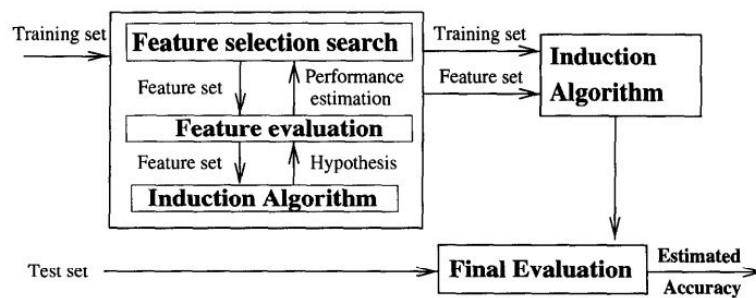 Training set
Feature selection search
Training set
Feature set
Induction
Algorithm
Feature set
Performance
estimation
Feature evaluation
Feature set
Hypothesis
Induction Algorithm
Test set
Final Evaluation
Estimated
Accuracy